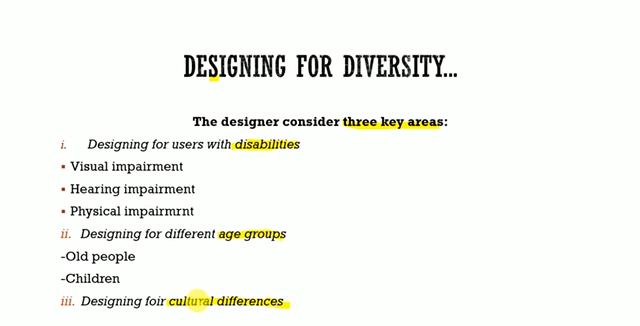 DESIGNING FOR DIVERSITY...
The designer consider three key areas:
i. Designing for users with disabilities
▪ Visual impairment
▪ Hearing impairment
▪ Physical impairmrnt
ii. Designing for different age groups
-Old people
-Children
iii. Designing foir cultural differences